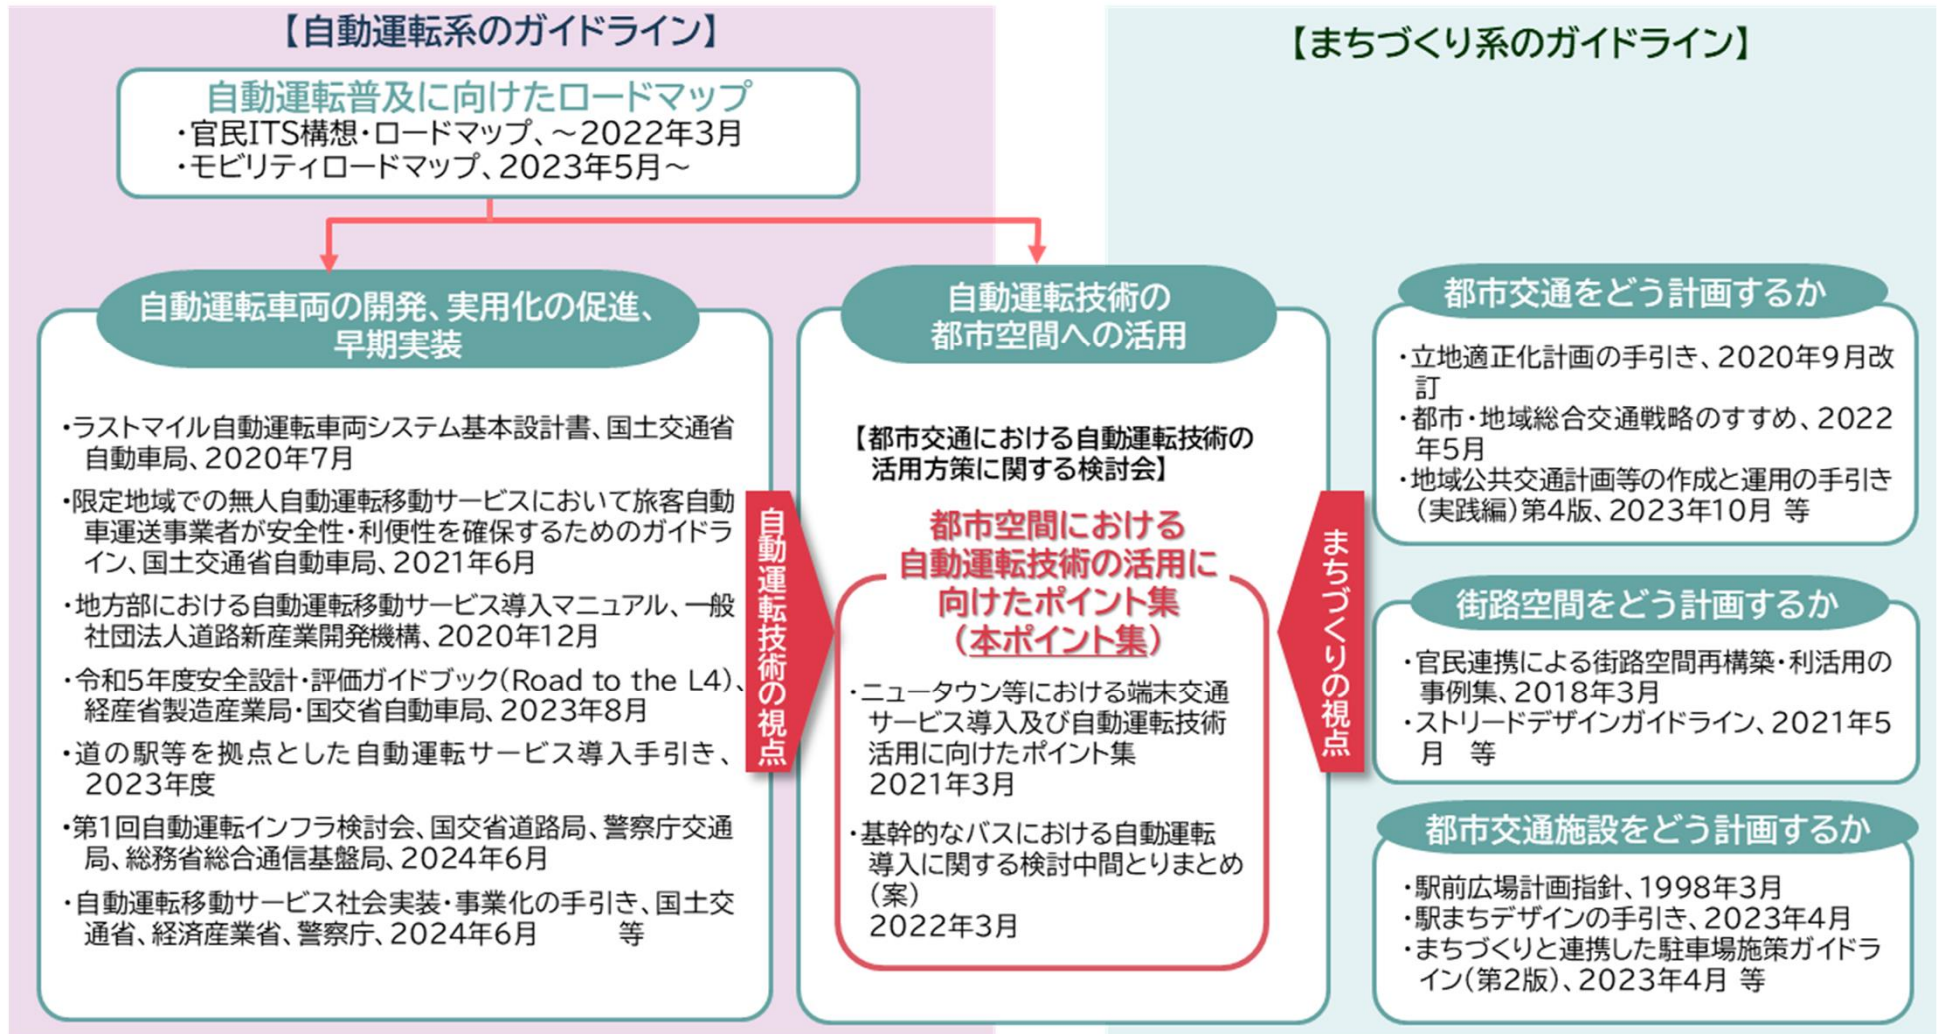 【自動運転系のガイドライン】
自動運転普及に向けたロードマップ
・官民ITS構想・ロードマップ、～2022年3月
・モビリティロードマップ、2023年5月～
自動運転車両の開発、実用化の促進、
早期実装
・ラストマイル自動運転車両システム基本設計書、国土交通省
自動車局、2020年7月
・限定地域での無人自動運転移動サービスにおいて旅客自動
車運送事業者が安全性・利便性を確保するためのガイドラ
イン、国土交通省自動車局、2021年6月
・地方部における自動運転移動サービス導入マニュアル、一般
社団法人道路新産業開発機構、2020年12月
・令和5年度安全設計・評価ガイドブック(Road to the L4)、
経産省製造産業局・国交省自動車局、2023年8月
・道の駅等を拠点とした自動運転サービス導入手引き、
2023年度
・第1回自動運転インフラ検討会、国交省道路局、警察庁交通
局、総務省総合通信基盤局、2024年6月
・自動運転移動サービス社会実装・事業化の手引き、国土交
通省、経済産業省、警察庁、2024年6月 等
自動運転技術の視点
自動運転技術の
都市空間への活用
【都市交通における自動運転技術の
活用方策に関する検討会】
都市空間における
自動運転技術の活用に
向けたポイント集
（本ポイント集）
・ニュータウン等における端末交通
サービス導入及び自動運転技術
活用に向けたポイント集
2021年3月
・基幹的なバスにおける自動運転
導入に関する検討中間とりまとめ
(案)
2022年3月
まちづくりの視点
【まちづくり系のガイドライン】
都市交通をどう計画するか
・立地適正化計画の手引き、2020年9月改
訂
・都市・地域総合交通戦略のすすめ、2022
年5月
・地域公共交通計画等の作成と運用の手引き
（実践編）第4版、2023年10月 等
街路空間をどう計画するか
・官民連携による街路空間再構築・利活用の
事例集、2018年3月
・ストリードデザインガイドライン、2021年5
月 等
都市交通施設をどう計画するか
・駅前広場計画指針、1998年3月
・駅まちデザインの手引き、2023年4月
・まちづくりと連携した駐車場施策ガイドラ
イン(第2版)、2023年4月 等